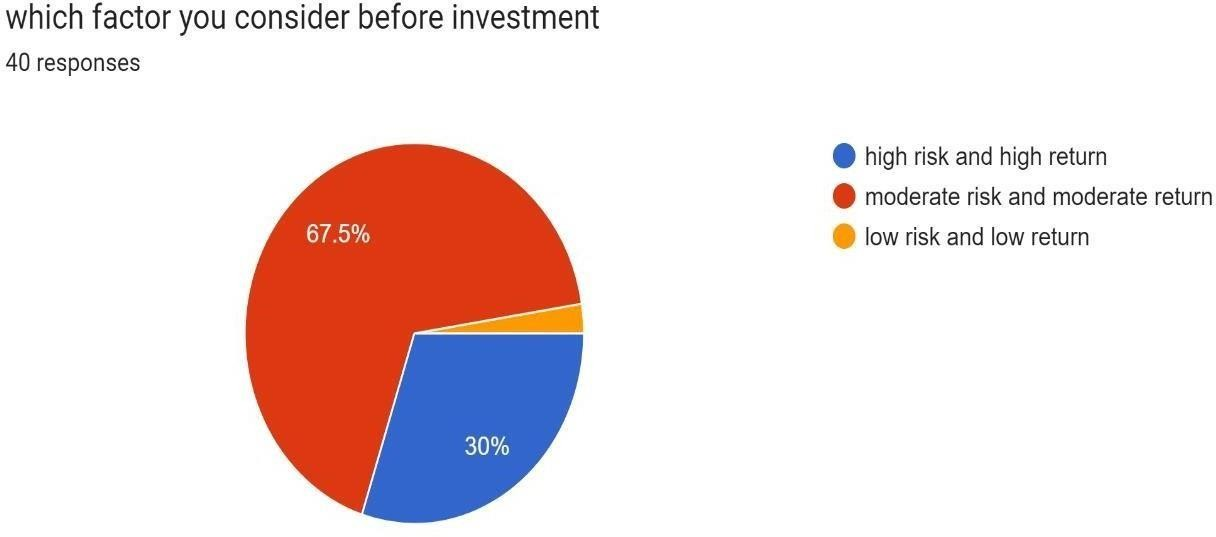 which factor you consider before investment
40 responses
67.5%
30%
high risk and high return
moderate risk and moderate return
low risk and low return